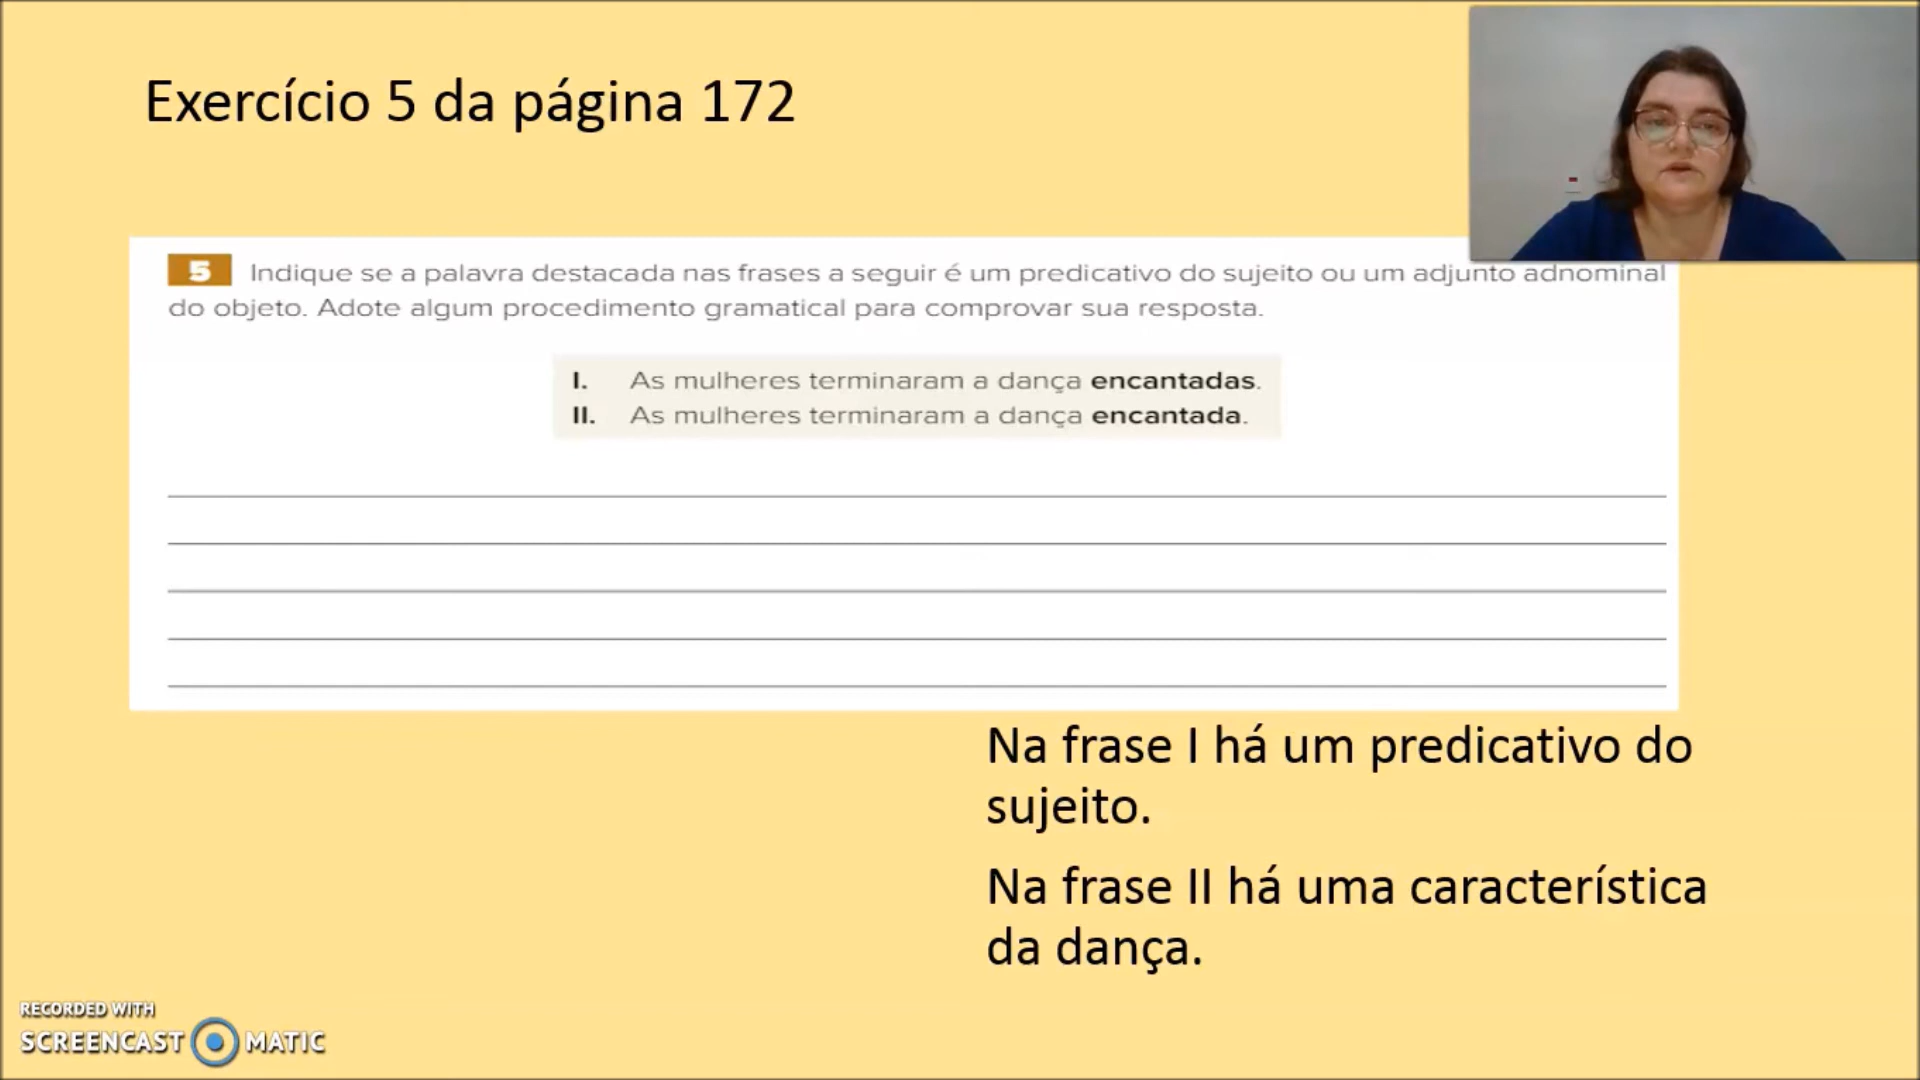 Exercício 5 da página 172
5 Indique se a palavra destacada nas frases a seguir é um predicativo do sujeito ou um adjunto adnominal
do objeto. Adote algum procedimento gramatical para comprovar sua resposta.
I. As mulheres terminaram a dança encantadas.
II. As mulheres terminaram a dança encantada.
Na frase I há um predicativo do
sujeito.
Na frase II há uma característica
da dança.
RECORDED WITH
SCREENCAST MATIC